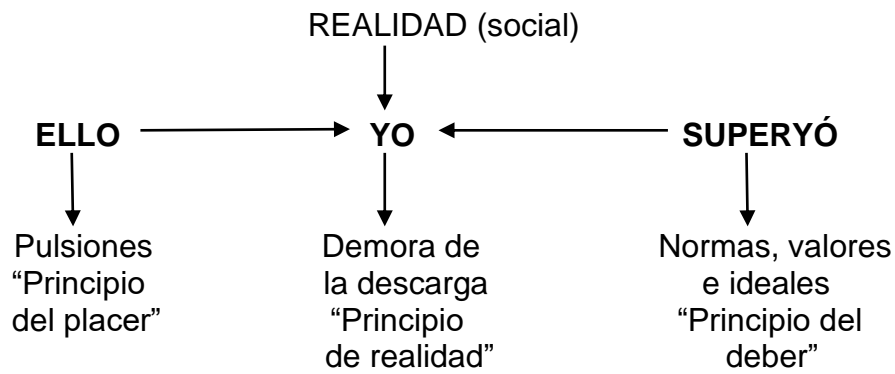 REALIDAD (social)
ELLO
YO
SUPERYÓ
Pulsiones
“Principio
del placer”
Demora de
la descarga
“Principio
de realidad”
Normas, valores
e ideales
“Principio del
deber”